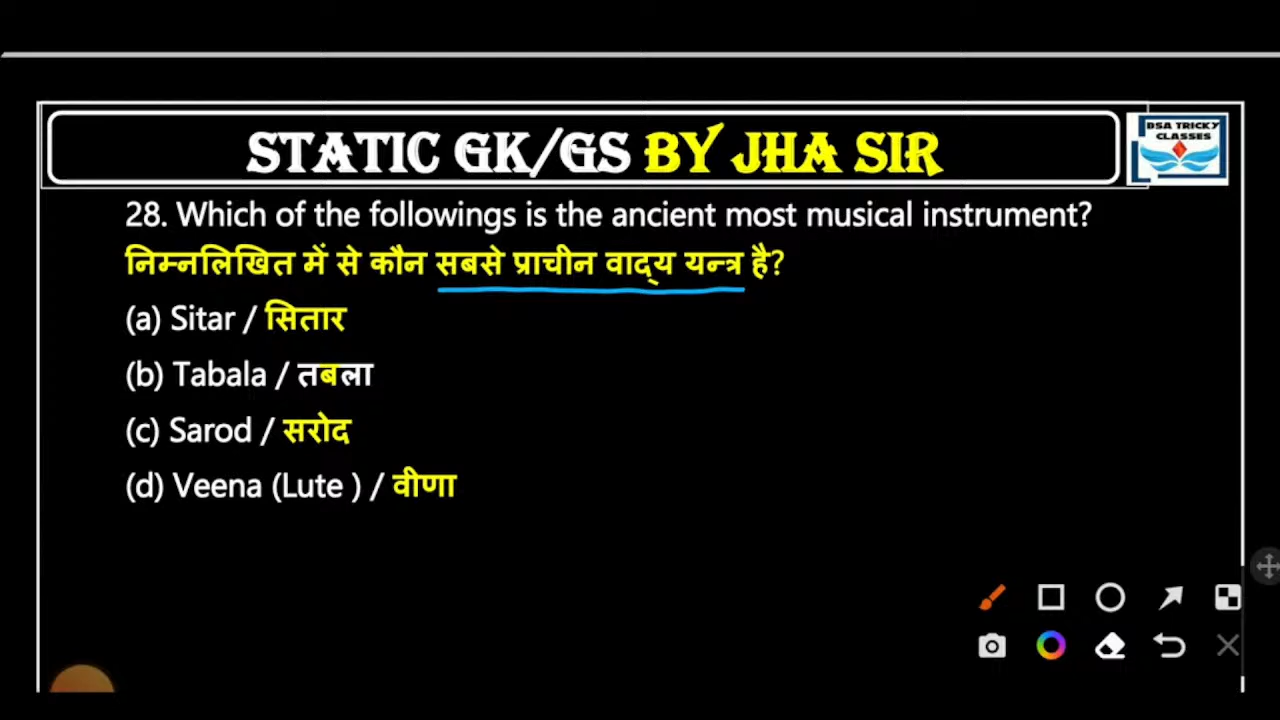 STATIC GK/GS BY JHA SIR
DSA TRICKY
CLASSES
28. Which of the followings is the ancient most musical instrument?
निम्नलिखित में से कौन सबसे प्राचीन वाद्‌य यन्त्र है?
(a) Sitar / सितार
(b) Tabala / तबला
(c) Sarod / सरोद
(d) Veena (Lute ) / वीणा